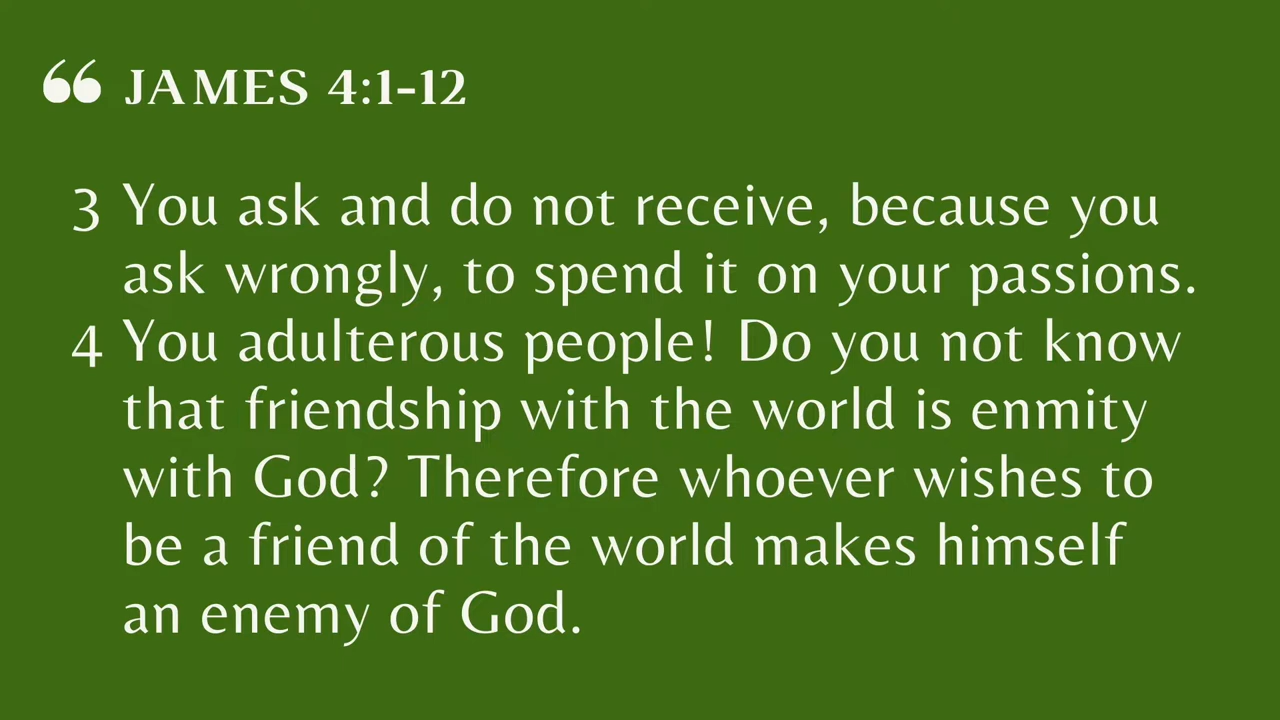 “ JAMES 4:1-12
3 You ask and do not receive, because you
ask wrongly, to spend it on your passions.
4 You adulterous people! Do you not know
that friendship with the world is enmity
with God? Therefore whoever wishes to
be a friend of the world makes himself
an enemy of God.